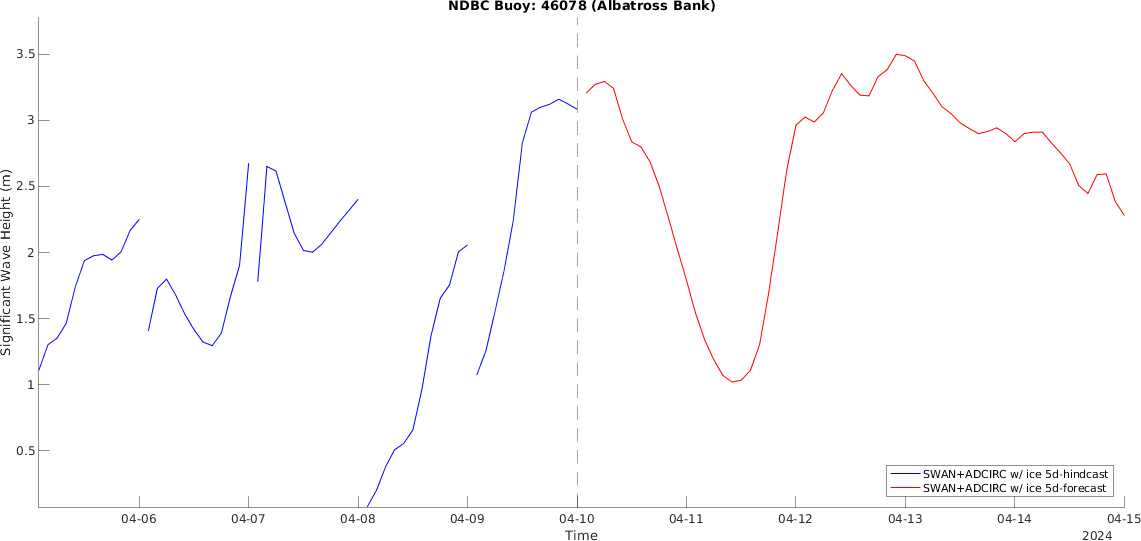 NDBC Buoy: 46078 (Albatross Bank)
Significant Wave Height (m)
3.5
3
2.5
2
1.5
1
0.5
SWAN+ADCIRC w/ ice 5d-hindcast
SWAN+ADCIRC w/ ice 5d-forecast
04-06 04-07 04-08 04-09 04-10 04-11 04-12 04-13 04-14 04-15
Time
2024